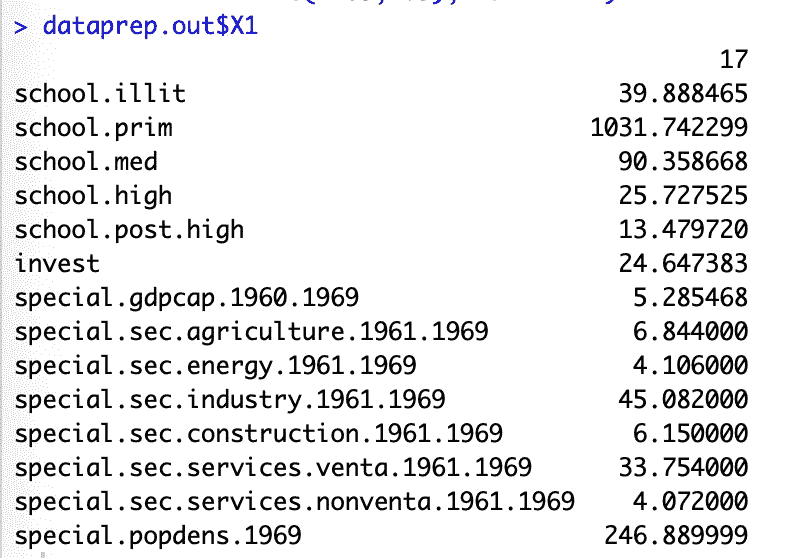 > dataprep.out$X1
17
school.illit 39.888465
school.prim 1031.742299
school.med 90.358668
school.high 25.727525
school.post.high 13.479720
invest 24.647383
special.gdpcap.1960.1969 5.285468
special.sec.agriculture.1961.1969 6.844000
special.sec.energy.1961.1969 4.106000
special.sec.industry.1961.1969 45.082000
special.sec.construction.1961.1969 6.150000
special.sec.services.venta.1961.1969 33.754000
special.sec.services.nonventa.1961.1969 4.072000
special.popdens.1969 246.889999